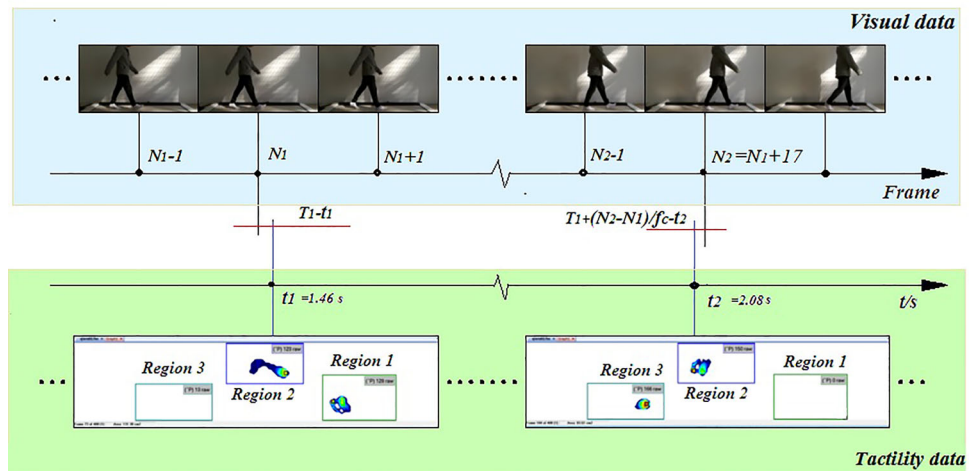 Visual data
N1-1
N1
N1+1
N2-1
N2 =N1+17
Frame
T1-t1
T1+(N2-N1)/fc-t2
t1 =1.46 s
t2 =2.08 s
t/s
Region 3
Region 2
Region 1
Region 3
Region 2
Region 1
Tactility data